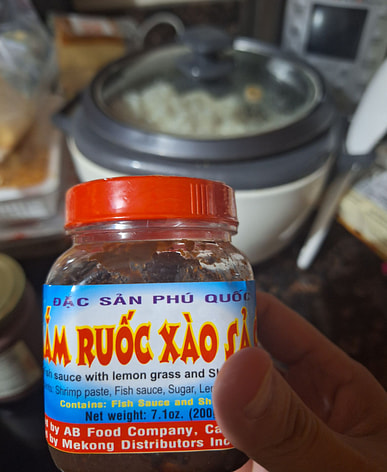 ĐẶC SẢN PHÚ QUỐC
ẮM RUỐC XÀO SẢ
sh sauce with lemon grass and Sh
Shrimp paste, Fish sauce, Sugar, Le
Contains: Fish Sauce and Sh
Net weight: 7.1oz. (200
d by AB Food Company, Ca
by Mekong Distributors Inc